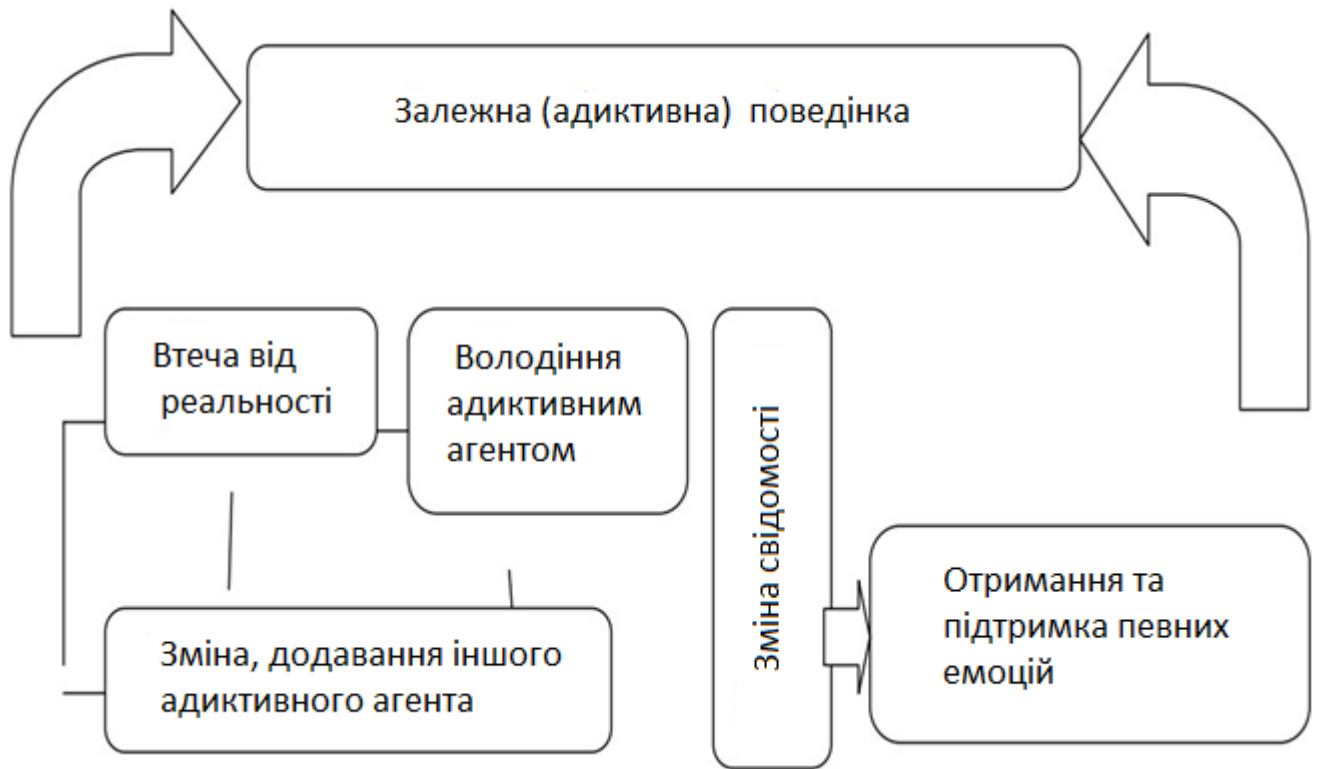 Залежна (адиктивна) поведінка
Втеча від
реальності
Володіння
адиктивним
агентом
Зміна свідомості
Отримання та
підтримка певних
емоцій
Зміна, додавання іншого
адиктивного агента